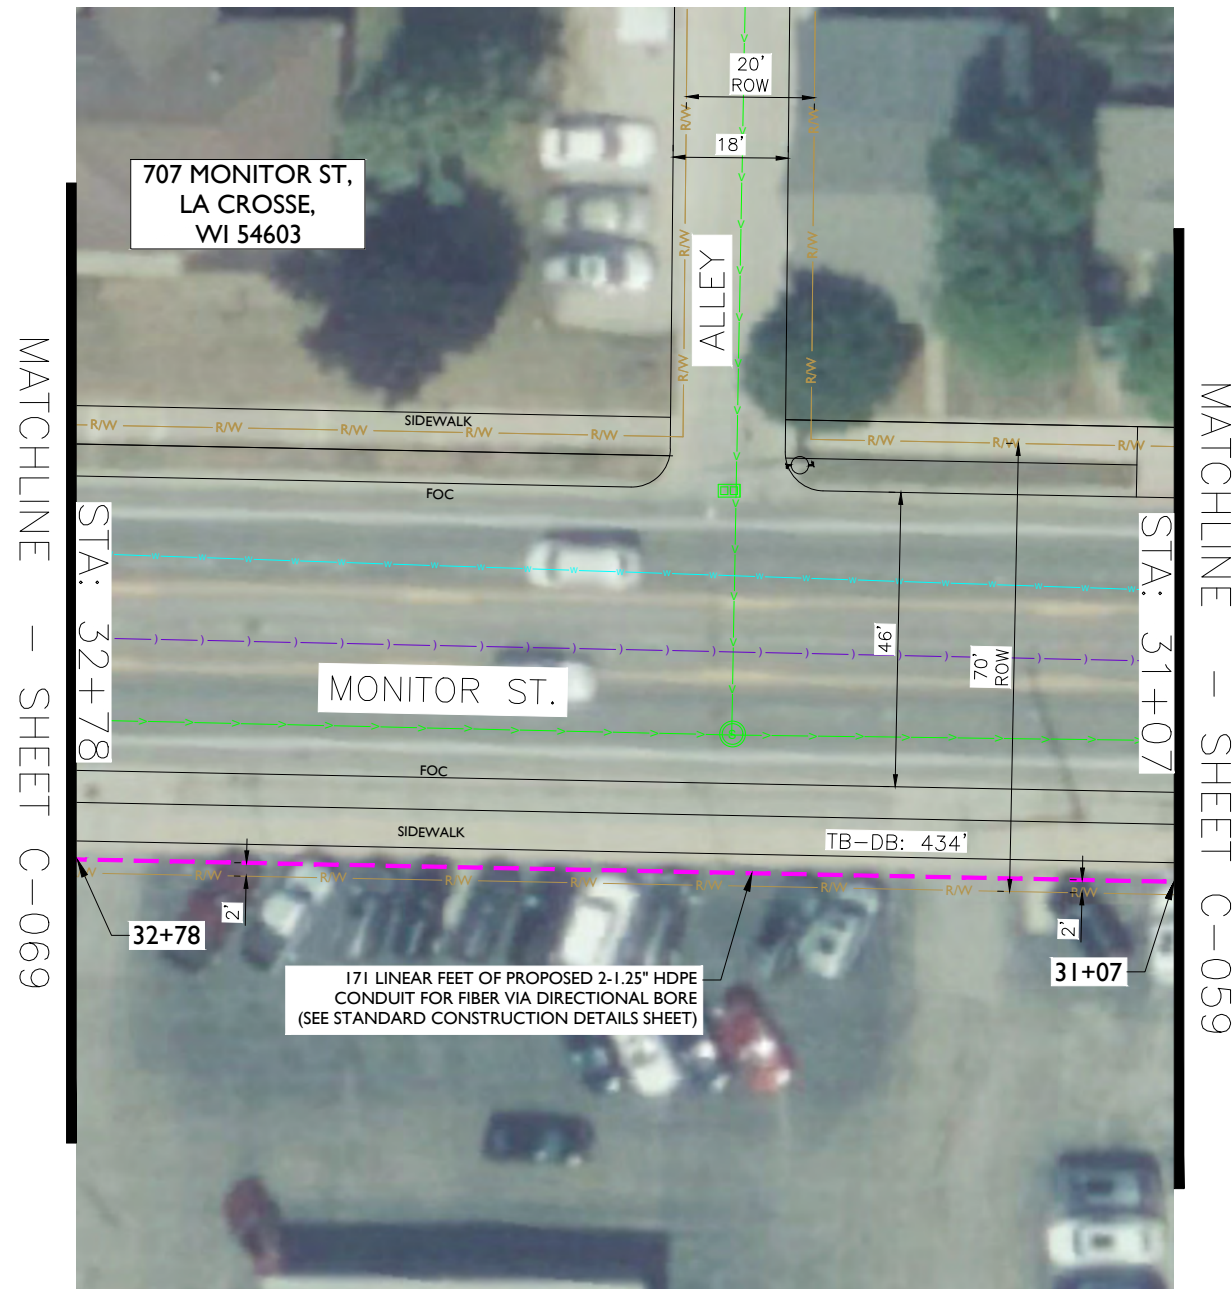 20'
ROW
18'
707 MONITOR ST,
LA CROSSE,
WI 54603
ALLEY
R/W
R/W
R/W
R/W
R/W
R/W
SIDEWALK
R/W R/W R/W R/W R/W
R/W R/W R/W
FOC
MATCHLINE - SHEET C-069
STA: 32+78
MATCHLINE - SHEET C-059
STA: 31+07
W W W W W W W W W W W W W W W W W W W W W
46'
70'
ROW
MONITOR ST.
S
FOC
SIDEWALK
TB-DB: 434'
W R/W R/W R/W R/W R/W R/W R/W R/W
2'
2'
32+78
31+07
171 LINEAR FEET OF PROPOSED 2-1.25" HDPE
CONDUIT FOR FIBER VIA DIRECTIONAL BORE
(SEE STANDARD CONSTRUCTION DETAILS SHEET)